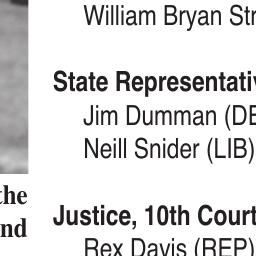 William Bryan Str
State Representativ
Jim Dumman (DE
Neill Snider (LIB)
Justice, 10th Court
Rex Davis (REP)
the
nd